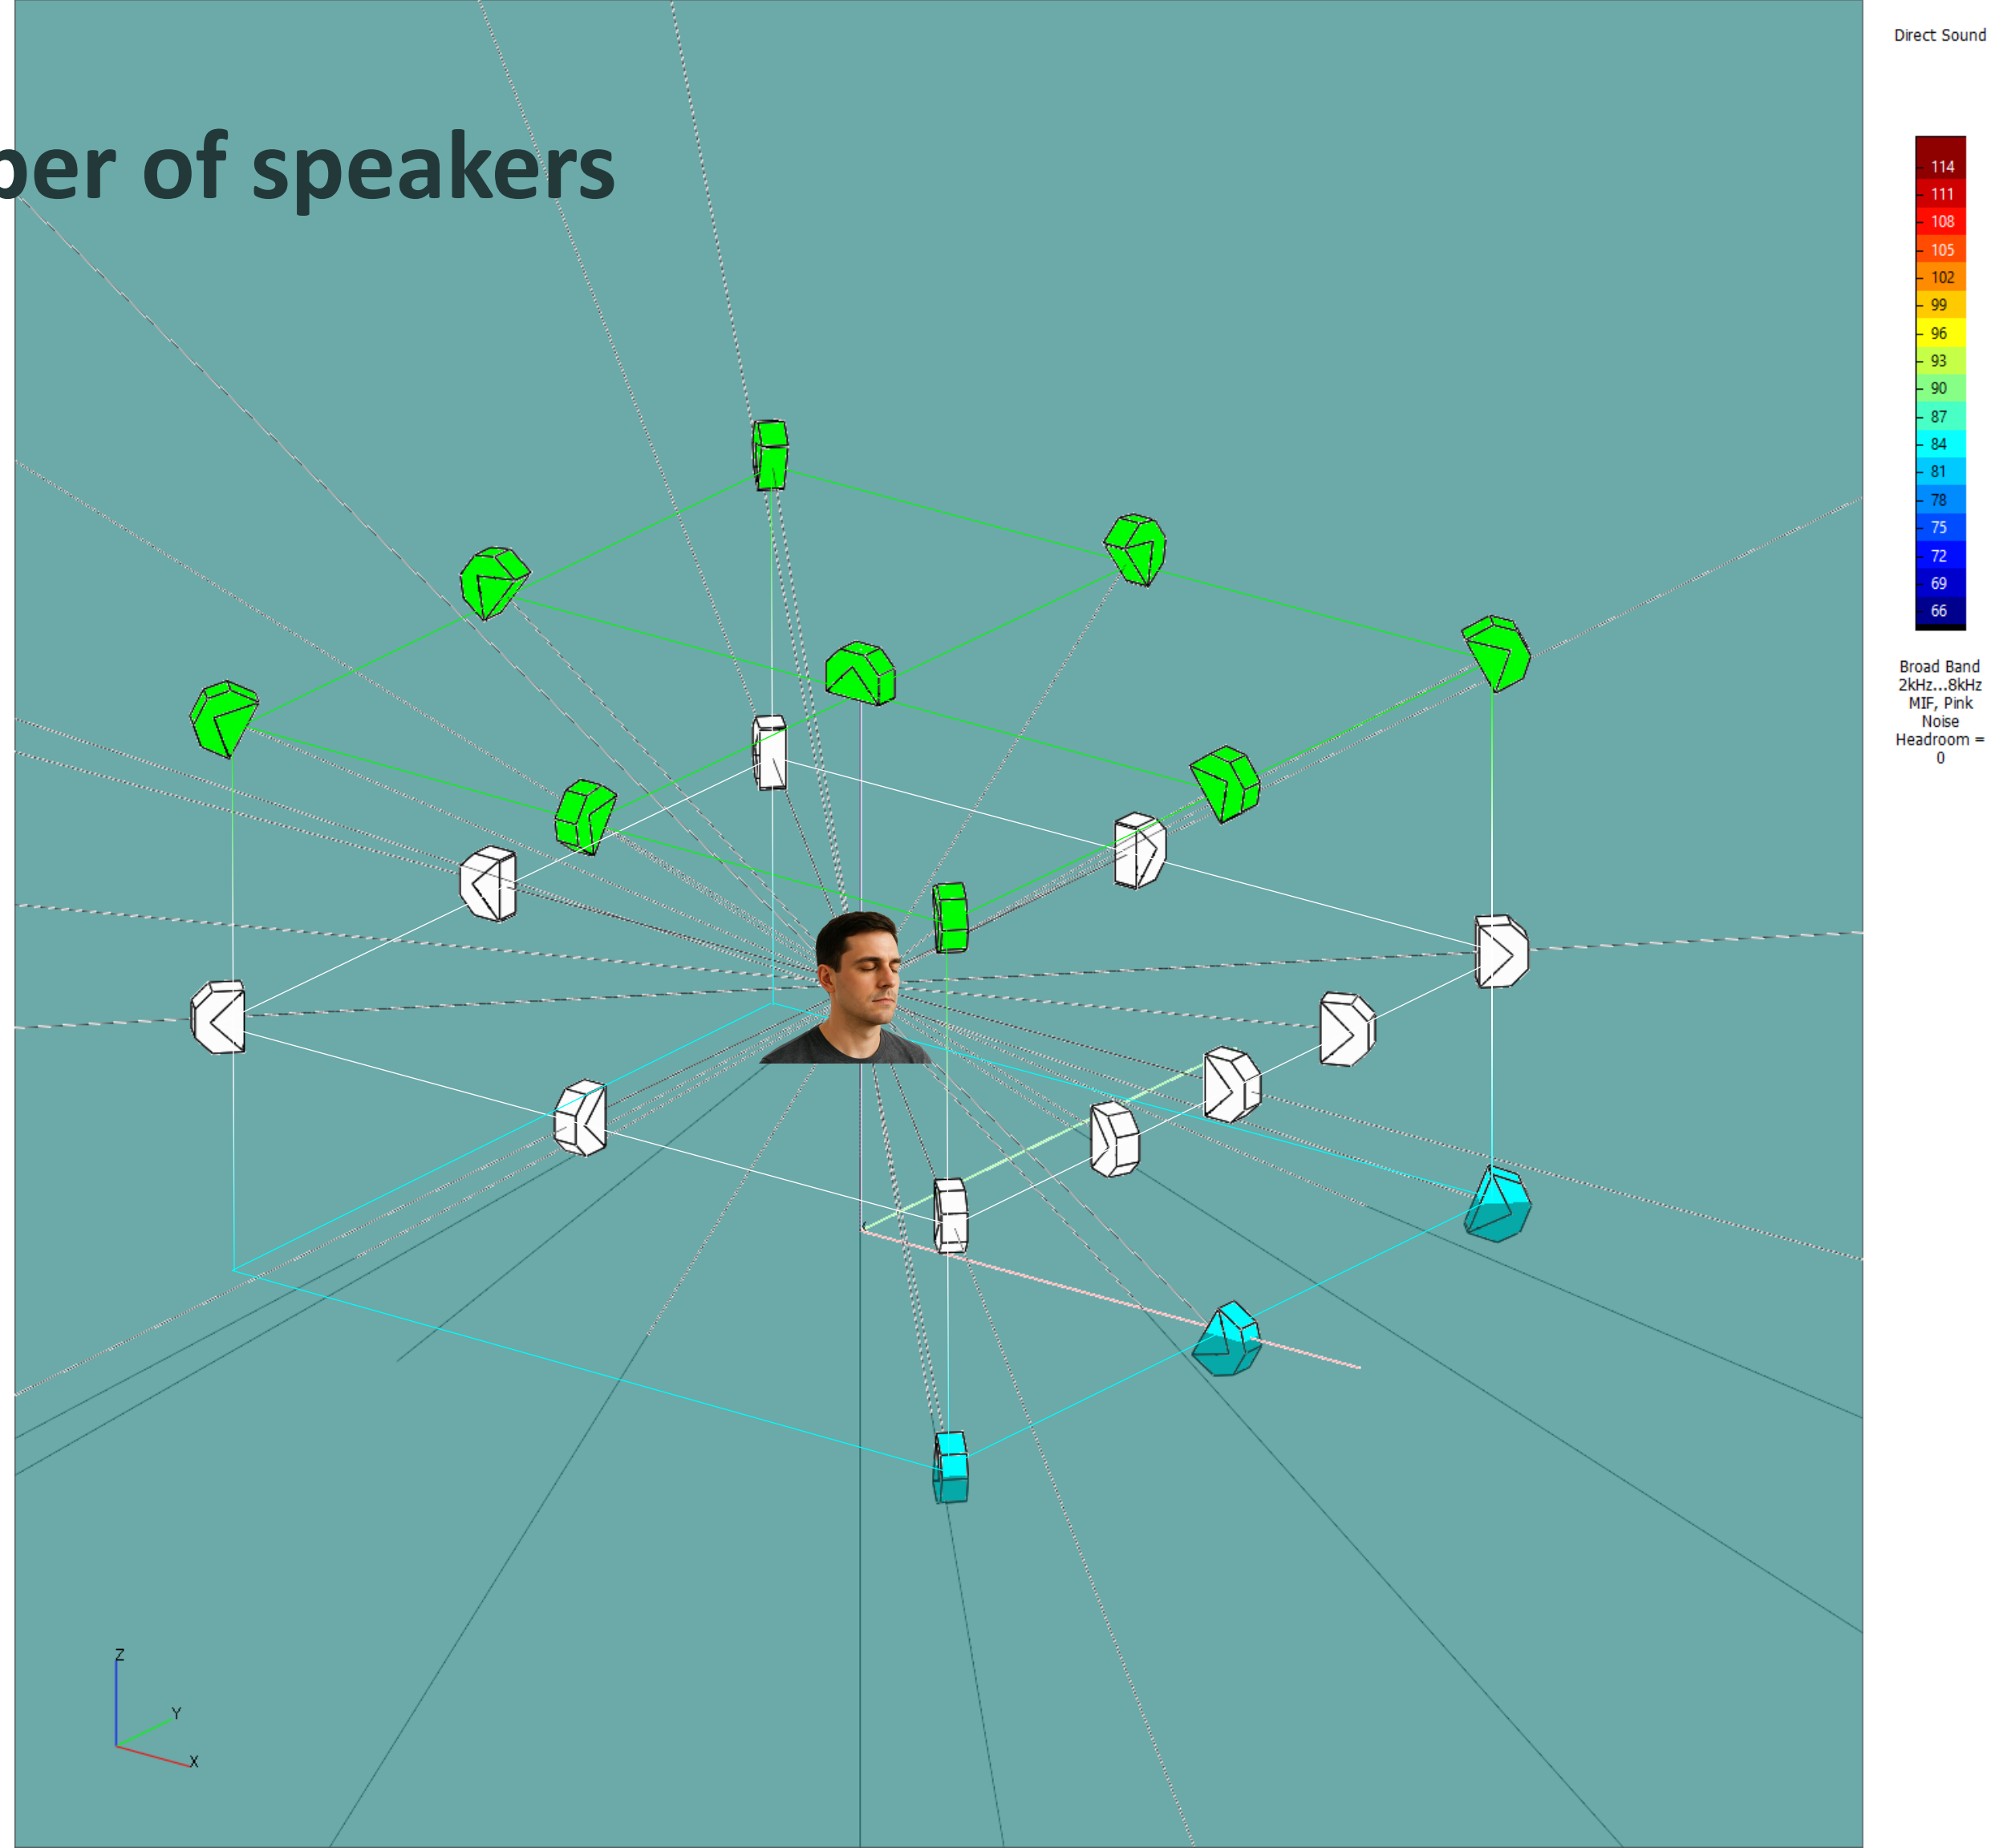 Direct Sound
ber of speakers
114
111
108
105
102
99
96
93
90
87
84
81
78
75
72
69
66
Broad Band
2kHz...8kHz
MIF, Pink
Noise
Headroom =
0
Z
Y
X